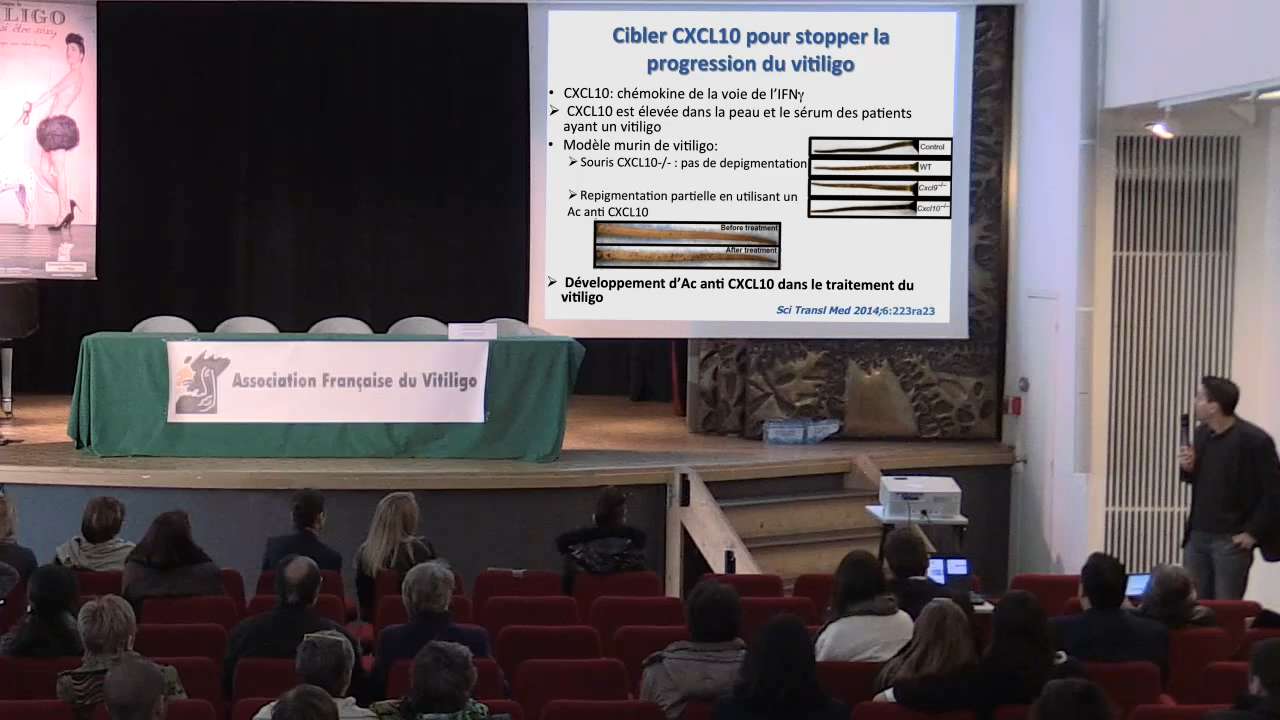 LIGO
Cibler CXCL10 pour stopper la
progression du vitiligo
• CXCL10: chémokine de la voie de l'IFNγ
➢ CXCL10 est élevée dans la peau et le sérum des patients
ayant un vitiligo
• Modèle murin de vitiligo:
➢ Souris CXCL10-/- : pas de depigmentation
➢ Repigmentation partielle en utilisant un
Ac anti CXCL10
Control
WT
Cxcl9-/-
Cxcl10-/-
Before treatment
After treatment
➢ Développement d'Ac anti CXCL10 dans le traitement du
vitiligo
Sci Transl Med 2014;6:223ra23
Association Française du Vitiligo